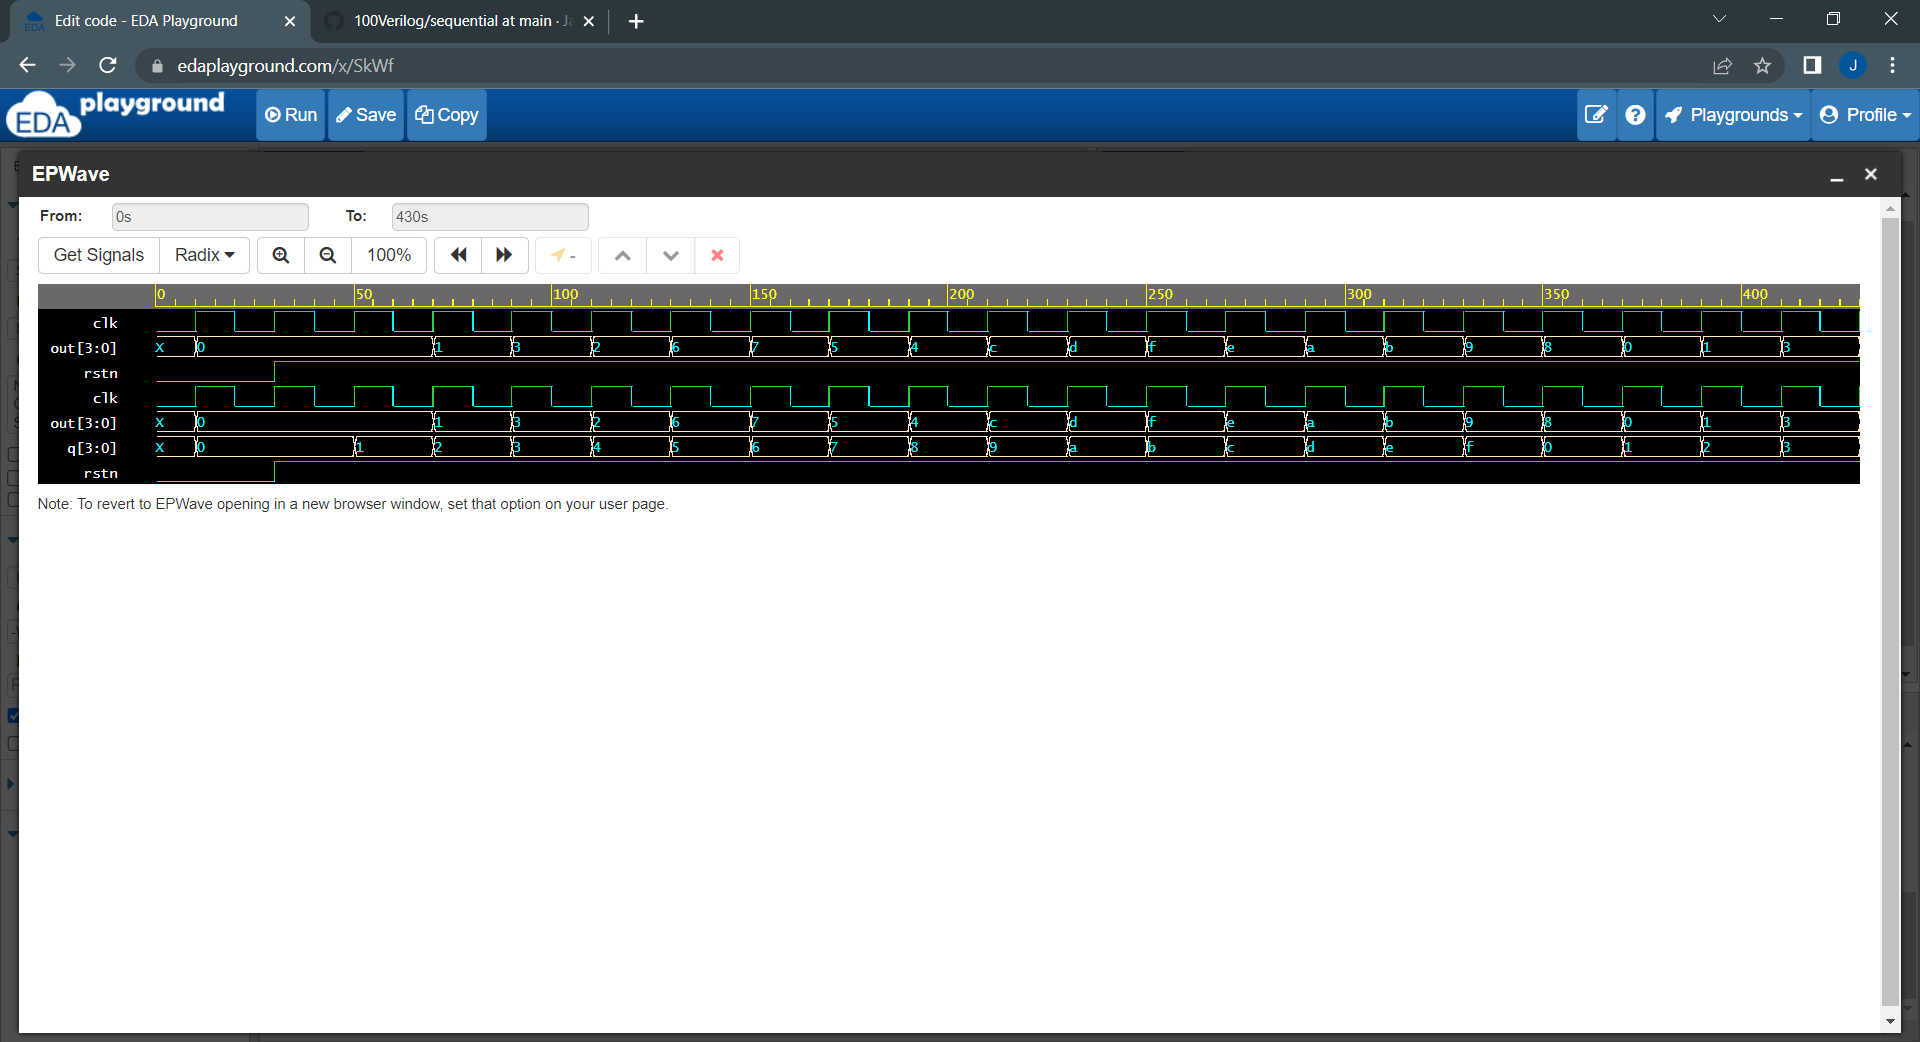 Edit code - EDA Playground
100Verilog/sequential at main · Ja
edaplayground.com/x/SkWf
J
EDA playground
Run Save Copy
Playgrounds Profile
EPWave
From: 0s To: 430s
Get Signals Radix 100% -
0 50 100 150 200 250 300 350 400
clk
out[3:0] X 0 1 3 2 6 7 5 4 c d f e a b 9 8 0 1 3
rstn
clk
out[3:0] X 0 1 3 2 6 7 5 4 c d f e a b 9 8 0 1 3
q[3:0] X 0 1 2 3 4 5 6 7 8 9 a b c d e f 0 1 2 3
rstn
Note: To revert to EPWave opening in a new browser window, set that option on your user page.